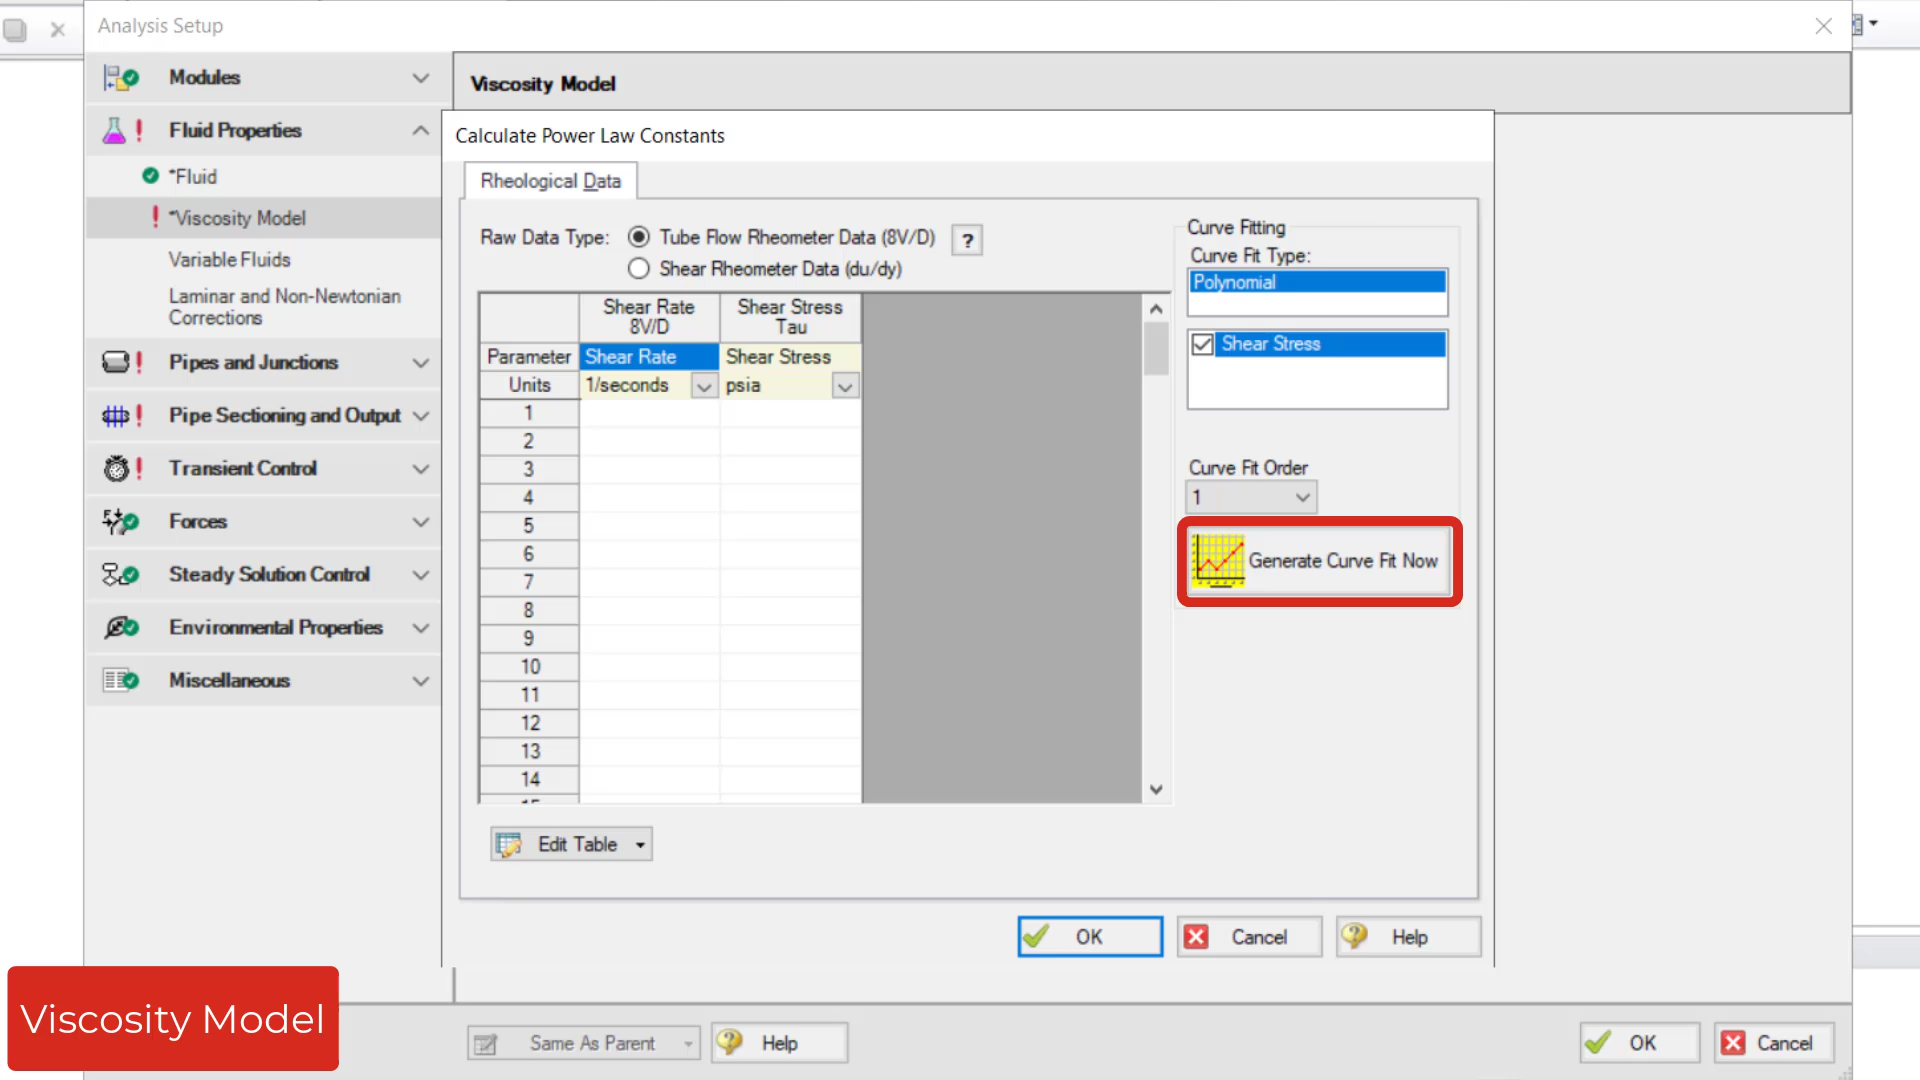 Analysis Setup
Modules
Fluid Properties
*Fluid
*Viscosity Model
Variable Fluids
Laminar and Non-Newtonian
Corrections
Pipes and Junctions
Pipe Sectioning and Output
Transient Control
Forces
Steady Solution Control
Environmental Properties
Miscellaneous
Viscosity Model
Calculate Power Law Constants
Rheological Data
Raw Data Type:
Tube Flow Rheometer Data (8V/D)
?
Shear Rheometer Data (du/dy)
Shear Rate
8V/D
Shear Stress
Tau
Parameter Shear Rate Shear Stress
Units 1/seconds psia
1
2
3
4
5
6
7
8
9
10
11
12
13
14
Edit Table
Curve Fitting
Curve Fit Type:
Polynomial
Shear Stress
Curve Fit Order
1
Generate Curve Fit Now
OK
Cancel
Help
Viscosity Model
Same As Parent
Help
OK
Cancel